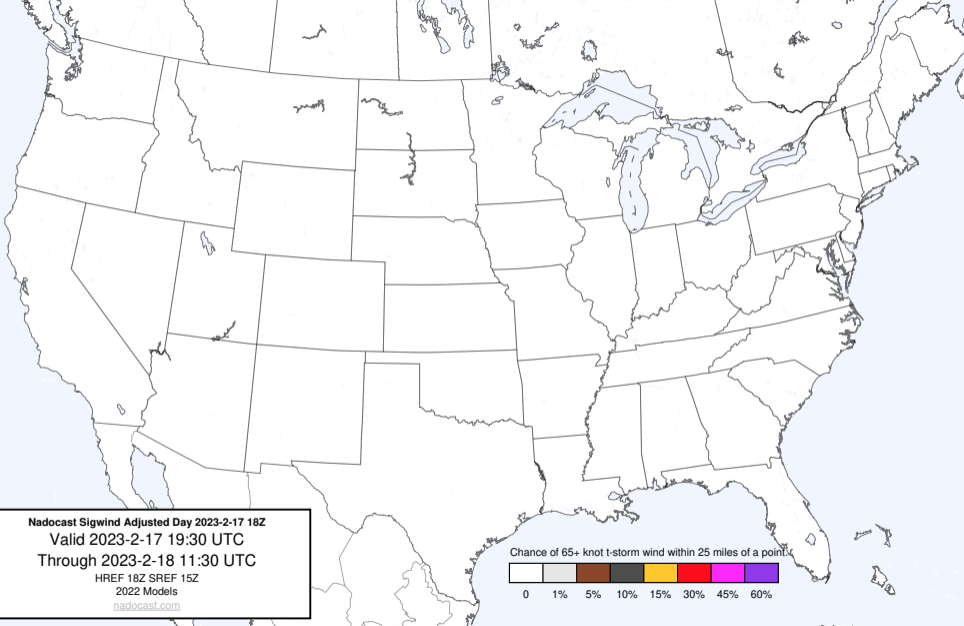 Nadocast Sigwind Adjusted Day 2023-2-17 18Z
Valid 2023-2-17 19:30 UTC
Through 2023-2-18 11:30 UTC
HREF 18Z SREF 15Z
2022 Models
nadocast.com
Chance of 65+ knot t-storm wind within 25 miles of a point.
0 1% 5% 10% 15% 30% 45% 60%